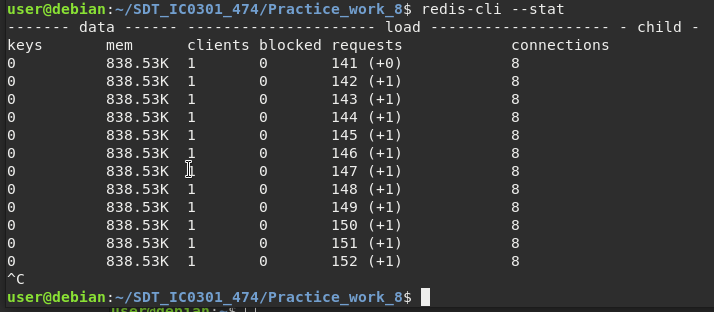 user@debian:~/SDT_IC0301_474/Practice_work_8$ redis-cli --stat
------- data ------ --------------------- load -------------------- - child -
keys       mem      clients blocked requests            connections
0          838.53K  1       0       141 (+0)            8
0          838.53K  1       0       142 (+1)            8
0          838.53K  1       0       143 (+1)            8
0          838.53K  1       0       144 (+1)            8
0          838.53K  1       0       145 (+1)            8
0          838.53K  1       0       146 (+1)            8
0          838.53K  1       0       147 (+1)            8
0          838.53K  1       0       148 (+1)            8
0          838.53K  1       0       149 (+1)            8
0          838.53K  1       0       150 (+1)            8
0          838.53K  1       0       151 (+1)            8
0          838.53K  1       0       152 (+1)            8
^C
user@debian:~/SDT_IC0301_474/Practice_work_8$
user@debian:~$